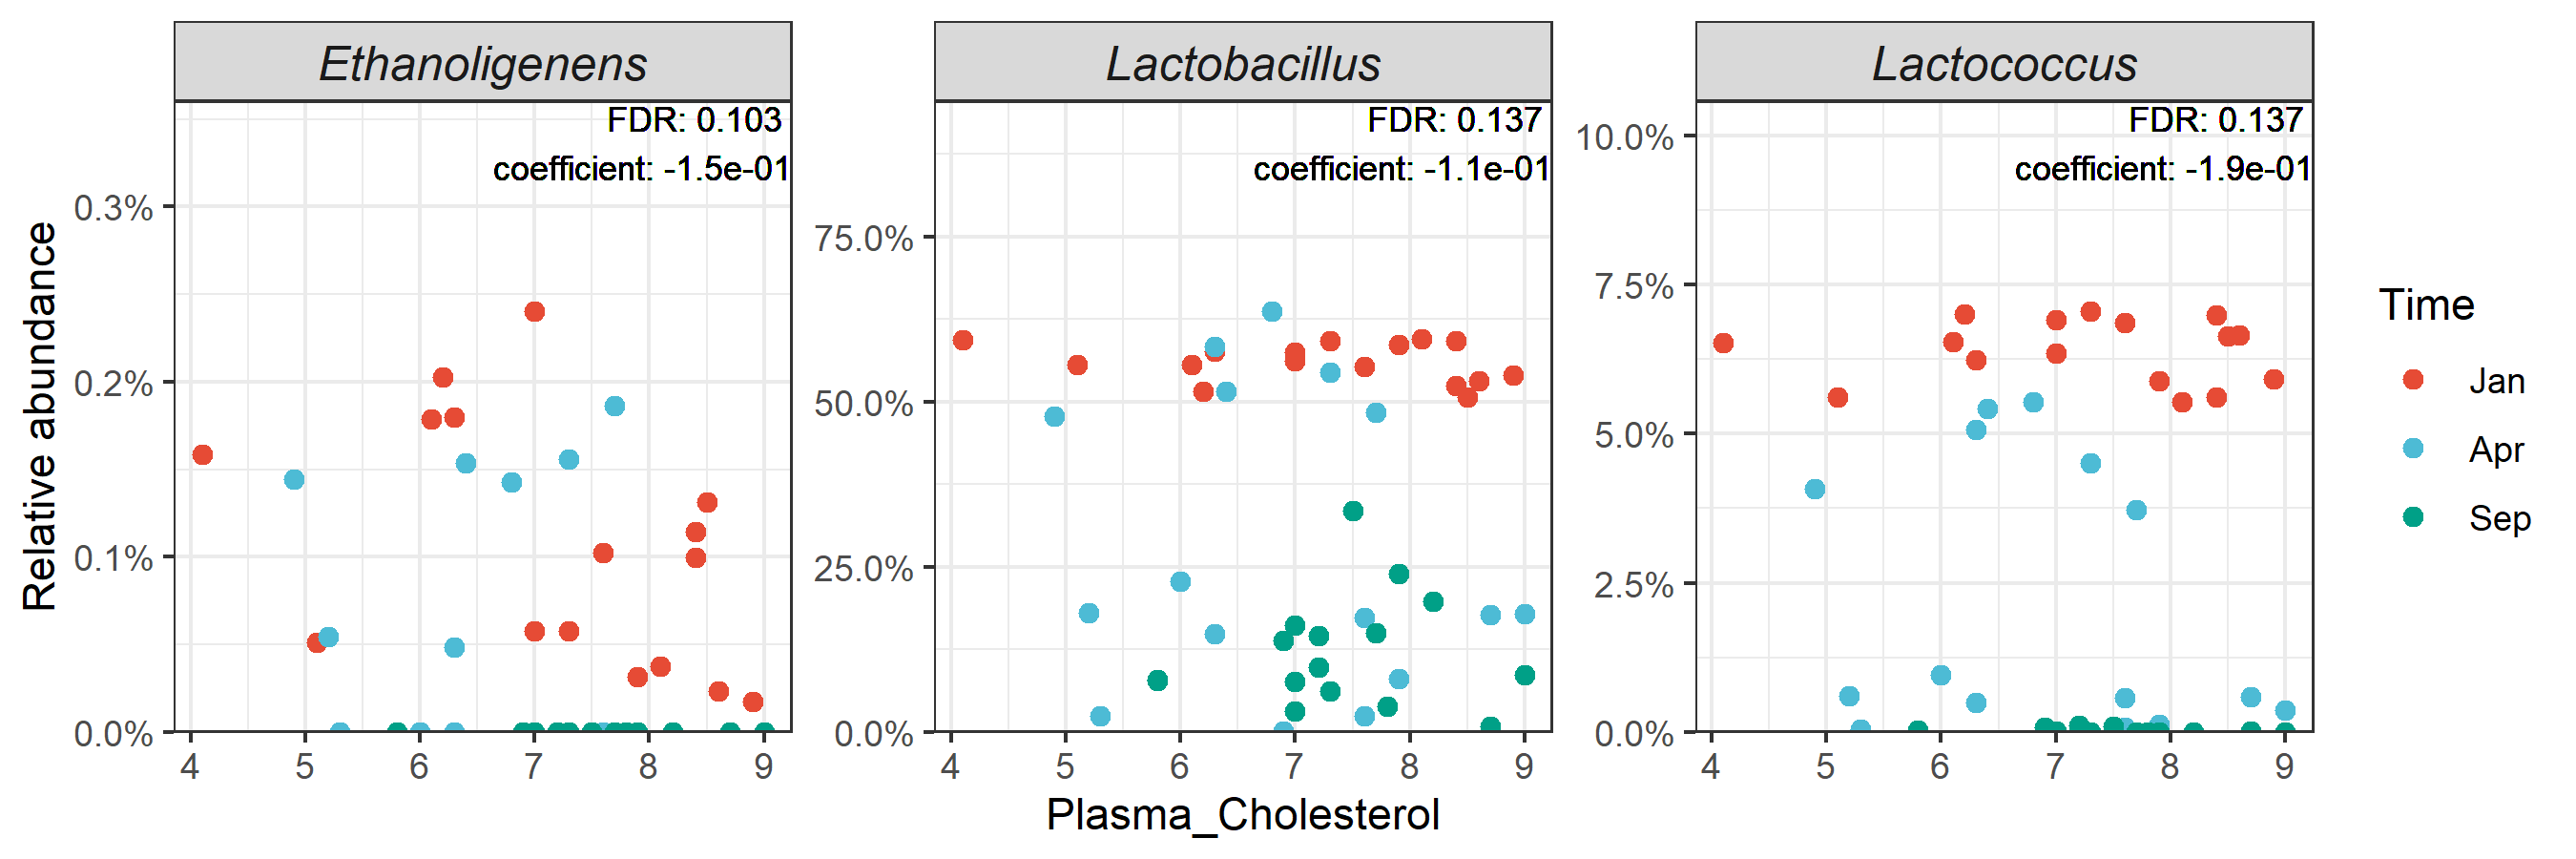 Ethanoligenens
Lactobacillus
Lactococcus
FDR: 0.103
coefficient: -1.5e-01
FDR: 0.137
coefficient: -1.1e-01
FDR: 0.137
coefficient: -1.9e-01
Relative abundance
0.3%
0.2%
0.1%
0.0%
75.0%
50.0%
25.0%
0.0%
10.0%
7.5%
5.0%
2.5%
0.0%
4 5 6 7 8 9
4 5 6 7 8 9
4 5 6 7 8 9
Plasma_Cholesterol
Time
Jan
Apr
Sep